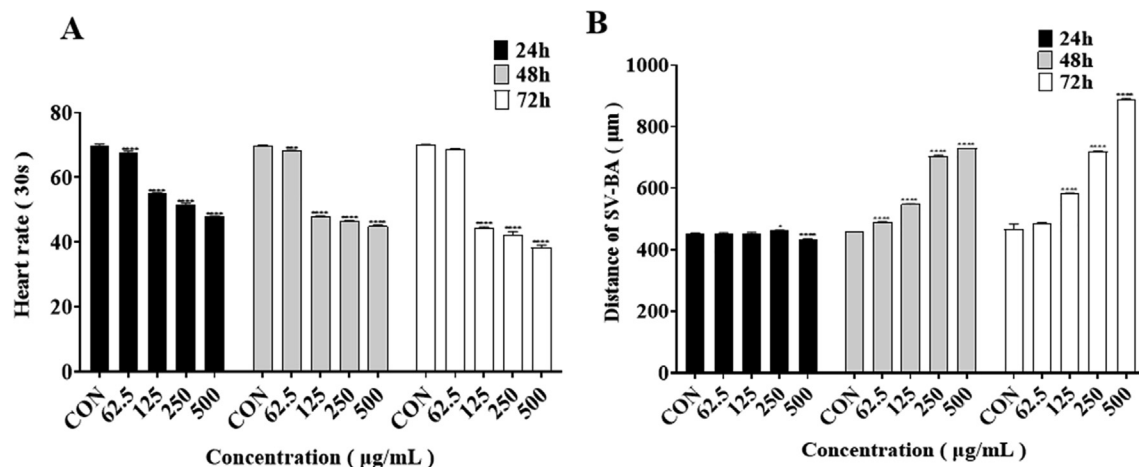 A
24h
48h
72h
Heart rate ( 30s)
80
60
40
20
0
**** **** **** ****
*** **** **** ****
**** **** ****
CON 62.5 125 250 500 CON 62.5 125 250 500 CON 62.5 125 250 500
Concentration ( μg/mL )
B
24h
48h
72h
Distance of SV-BA ( μm)
1000
800
600
400
200
0
* ****
**** **** **** ****
**** **** ****
CON 62.5 125 250 500 CON 62.5 125 250 500 CON 62.5 125 250 500
Concentration ( μg/mL )